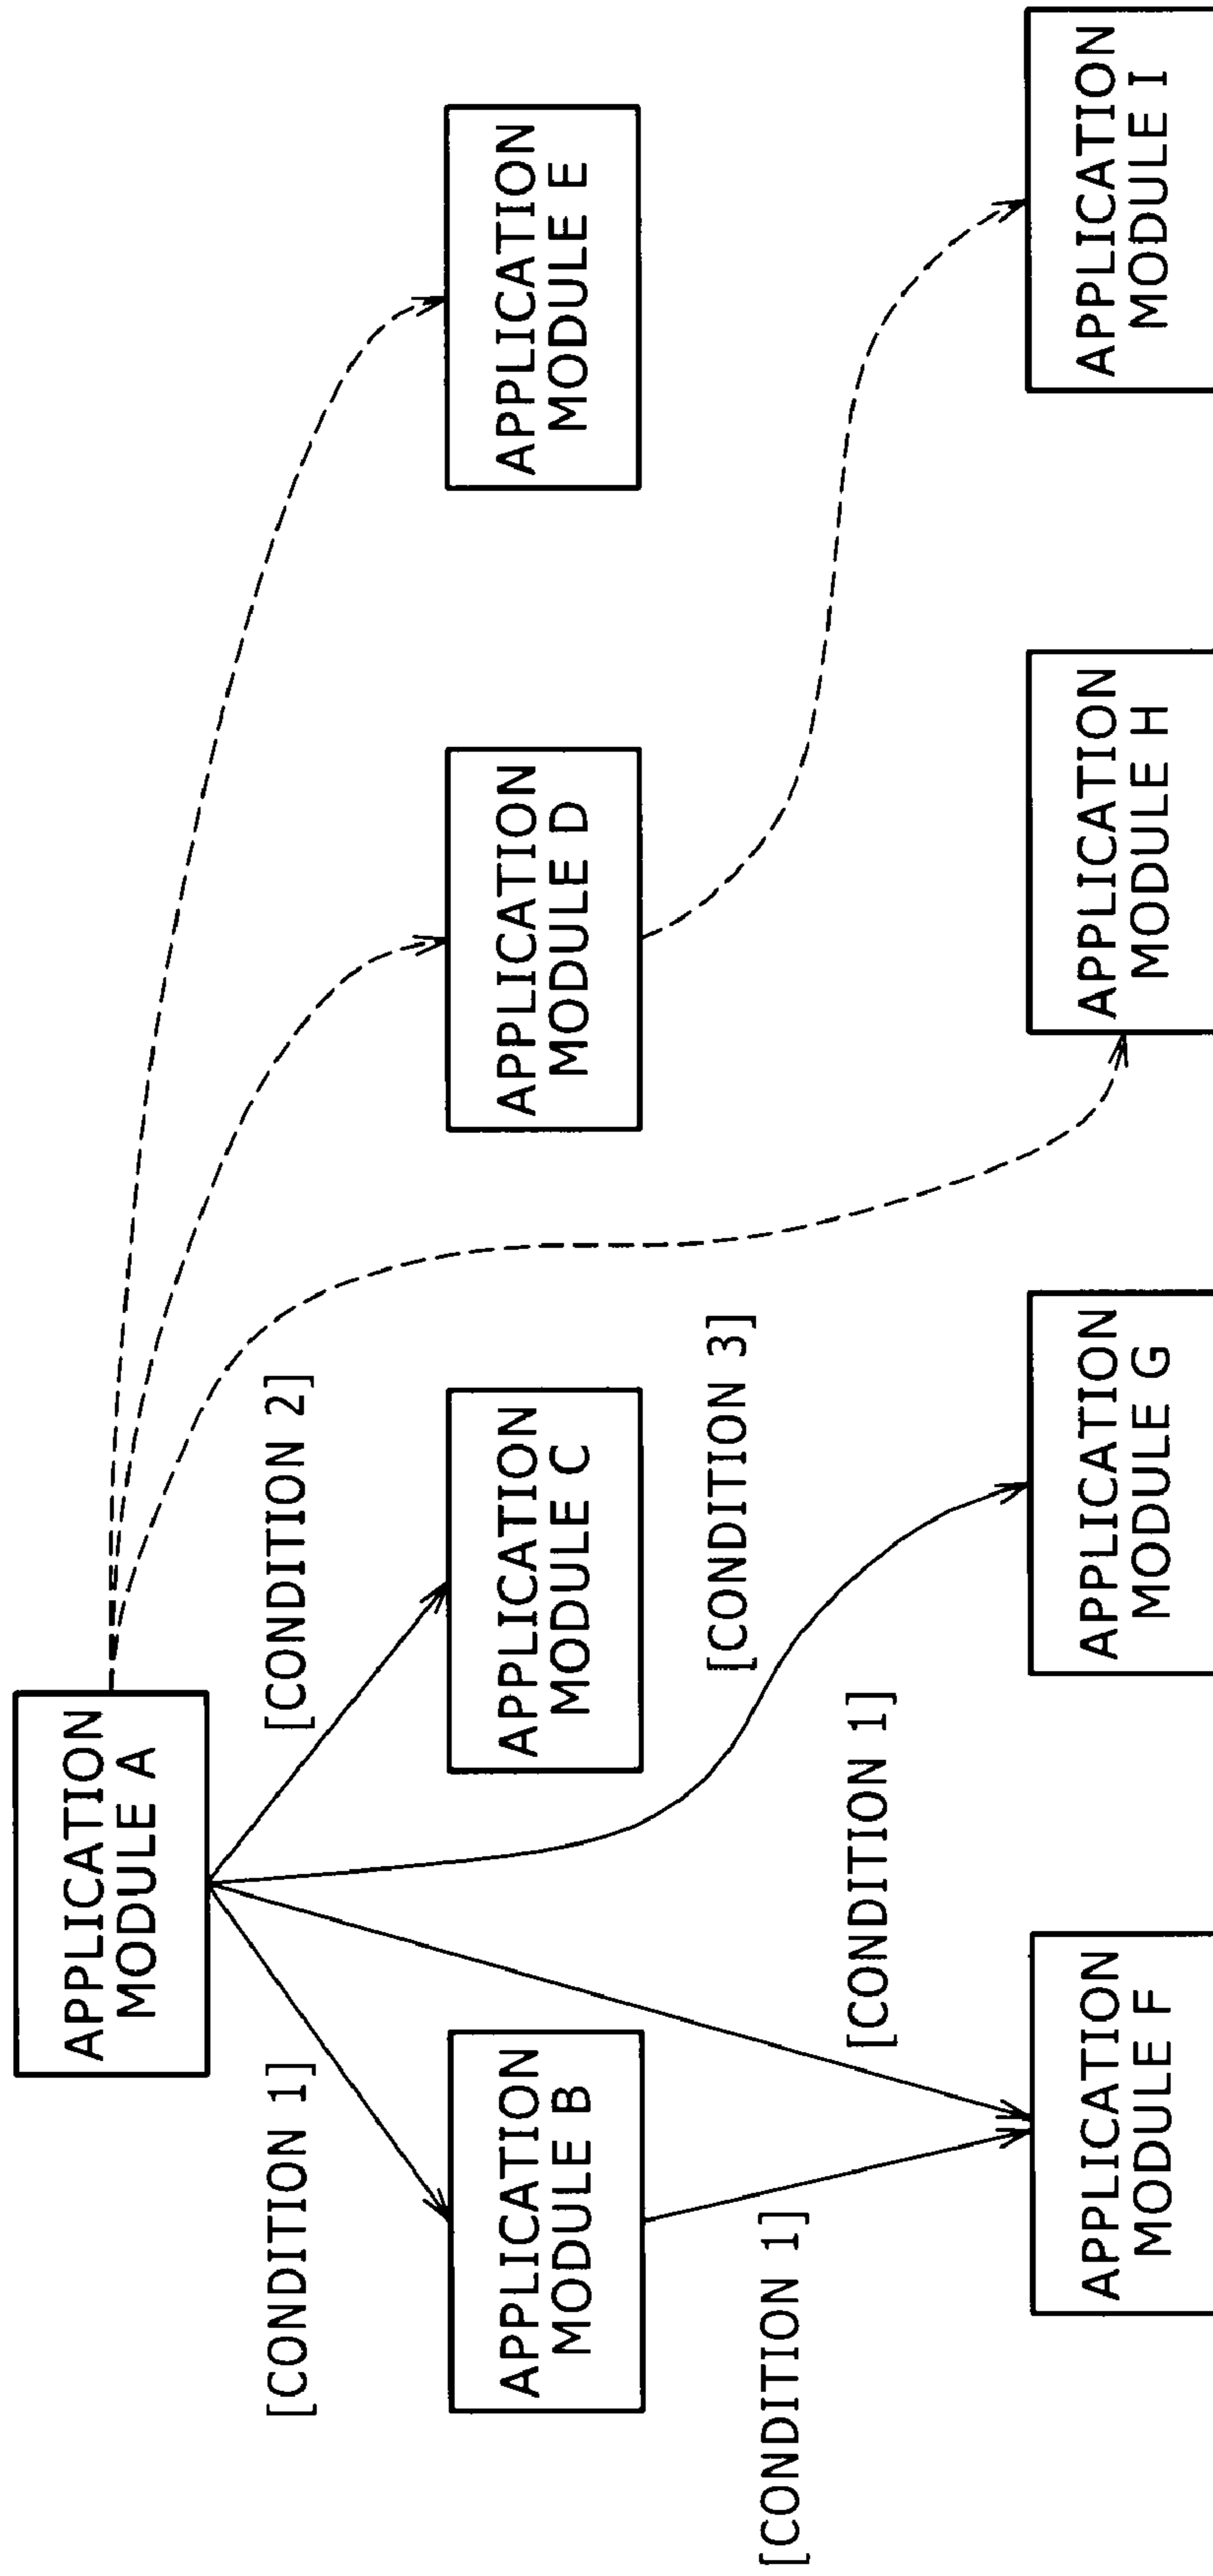 APPLICATION
MODULE A
[CONDITION 1]
[CONDITION 2]
APPLICATION
MODULE B
APPLICATION
MODULE C
APPLICATION
MODULE D
APPLICATION
MODULE E
[CONDITION 1]
[CONDITION 1]
[CONDITION 3]
APPLICATION
MODULE F
APPLICATION
MODULE G
APPLICATION
MODULE H
APPLICATION
MODULE I